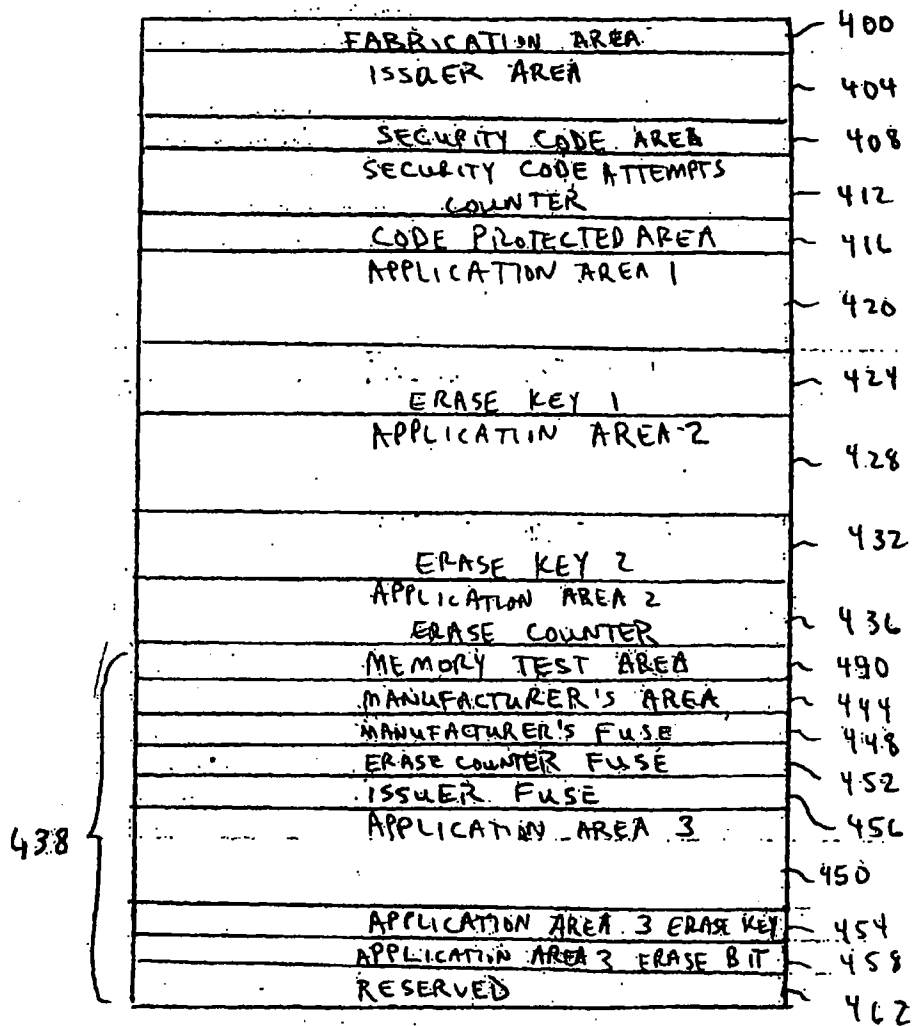 FABRICATION AREA 400
ISSUER AREA 404
SECURITY CODE AREA 408
SECURITY CODE ATTEMPTS
COUNTER 412
CODE PROTECTED AREA 416
APPLICATION AREA 1
420
424
ERASE KEY 1
APPLICATION AREA 2
428
432
ERASE KEY 2
APPLICATION AREA 2
ERASE COUNTER 436
MEMORY TEST AREA 490
MANUFACTURER'S AREA 444
MANUFACTURER'S FUSE 448
ERASE COUNTER FUSE 452
ISSUER FUSE 456
438 APPLICATION AREA 3
450
APPLICATION AREA 3 ERASE KEY 454
APPLICATION AREA 3 ERASE BIT 458
RESERVED 462